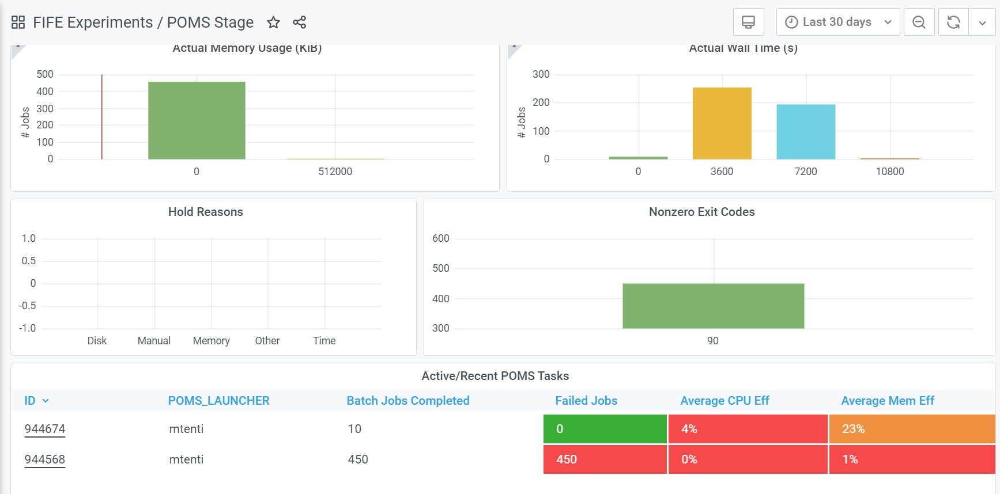 FIFE Experiments / POMS Stage
Last 30 days
Actual Memory Usage (KiB)
500
400
300
200
100
0
# Jobs
0
512000
Actual Wall Time (s)
300
200
100
0
# Jobs
0
3600
7200
10800
Hold Reasons
1.0
0.5
0
-0.5
-1.0
Disk
Manual
Memory
Other
Time
Nonzero Exit Codes
600
500
400
300
90
Active/Recent POMS Tasks
ID POMS_LAUNCHER Batch Jobs Completed Failed Jobs Average CPU Eff Average Mem Eff
944674 mtenti 10 0 4% 23%
944568 mtenti 450 450 0% 1%